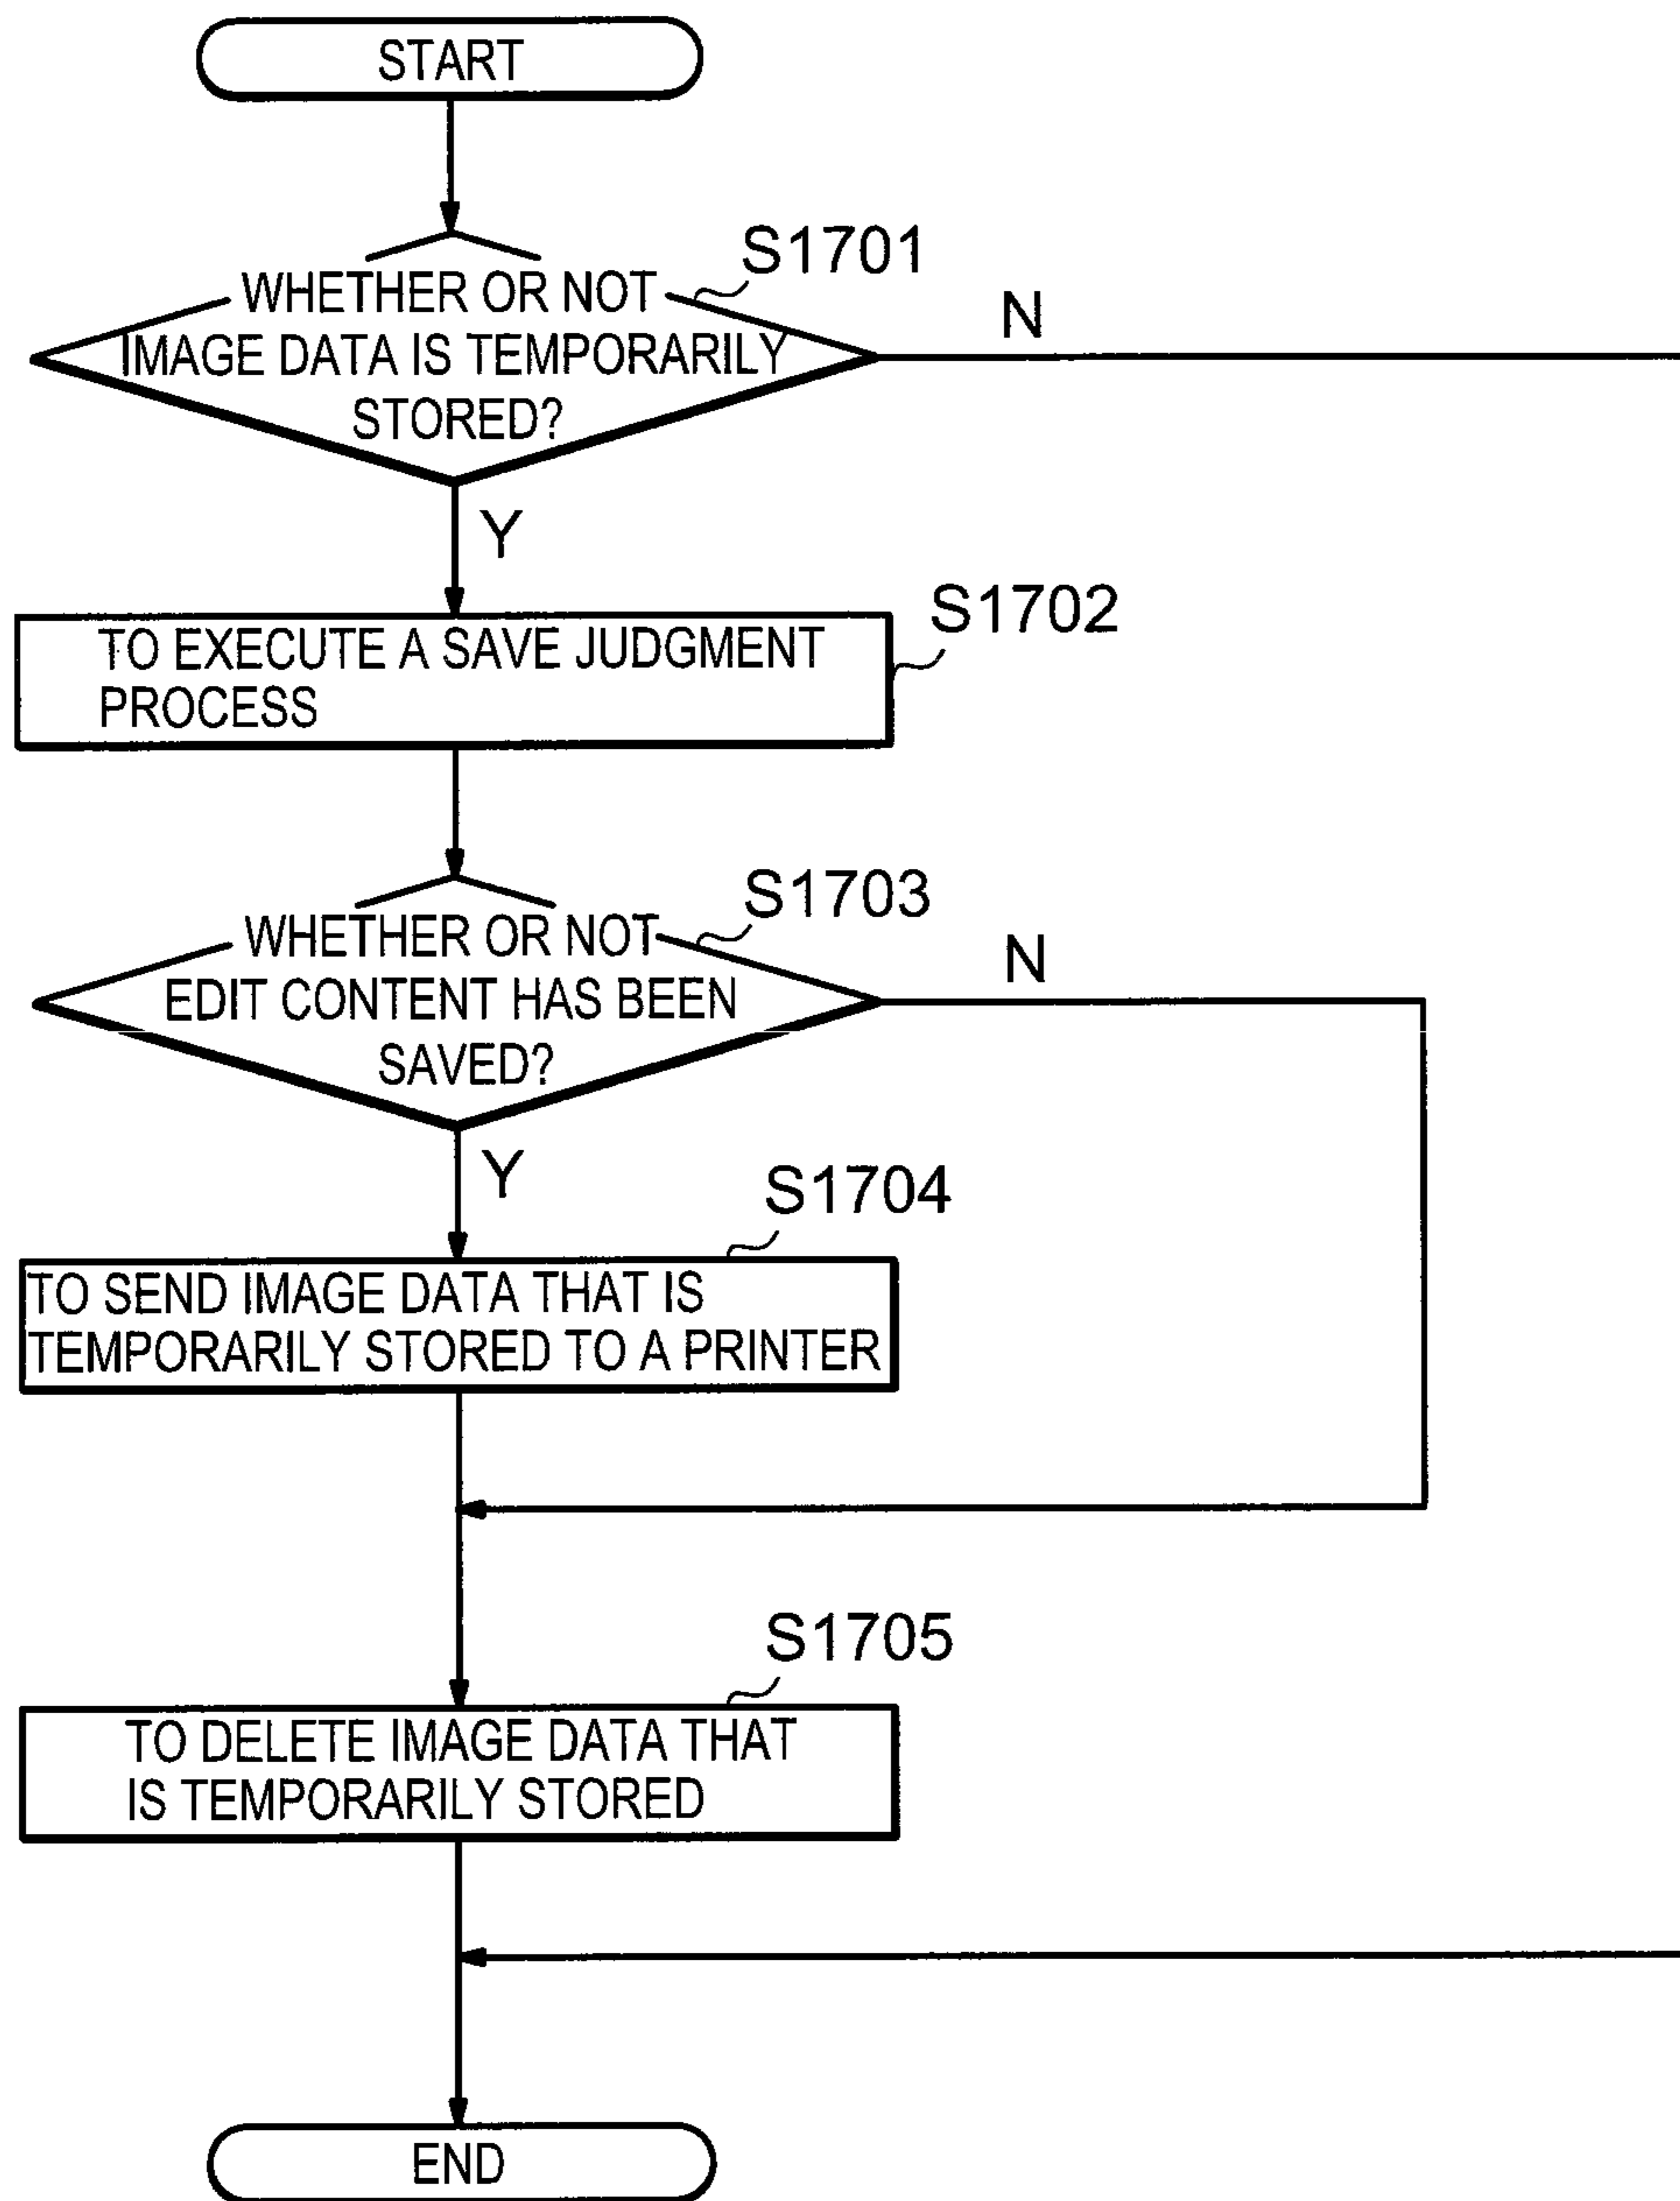 START
S1701
WHETHER OR NOT
IMAGE DATA IS TEMPORARILY
STORED?
N
Y
S1702
TO EXECUTE A SAVE JUDGMENT
PROCESS
S1703
WHETHER OR NOT
EDIT CONTENT HAS BEEN
SAVED?
N
Y
S1704
TO SEND IMAGE DATA THAT IS
TEMPORARILY STORED TO A PRINTER
S1705
TO DELETE IMAGE DATA THAT
IS TEMPORARILY STORED
END